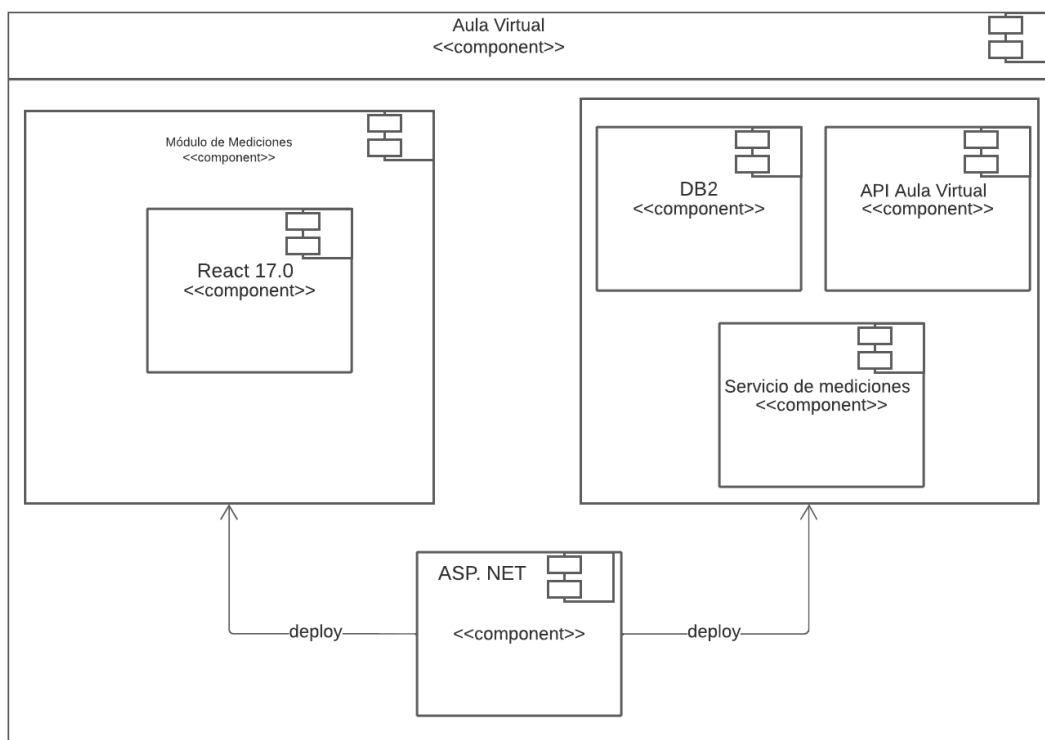 Aula Virtual
<<component>>
Módulo de Mediciones
<<component>>
React 17.0
<<component>>
DB2
<<component>>
API Aula Virtual
<<component>>
Servicio de mediciones
<<component>>
ASP. NET
<<component>>
deploy
deploy